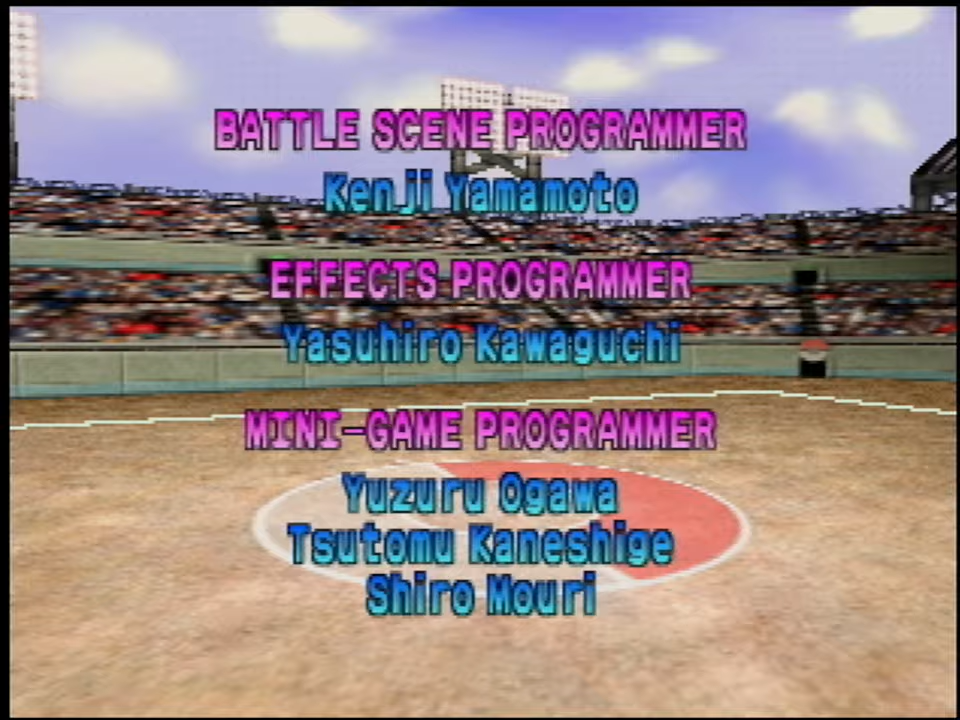 BATTLE SCENE PROGRAMMER
Kenji Yamamoto
EFFECTS PROGRAMMER
Yasuhiro Kawaguchi
MINI-GAME PROGRAMMER
Yuzuru Ogawa
Tsutomu Kaneshige
Shiro Mouri